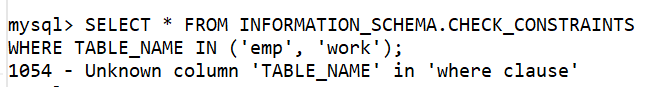 mysql> SELECT * FROM INFORMATION_SCHEMA.CHECK_CONSTRAINTS
WHERE TABLE_NAME IN ('emp', 'work');
1054 - Unknown column 'TABLE_NAME' in 'where clause'